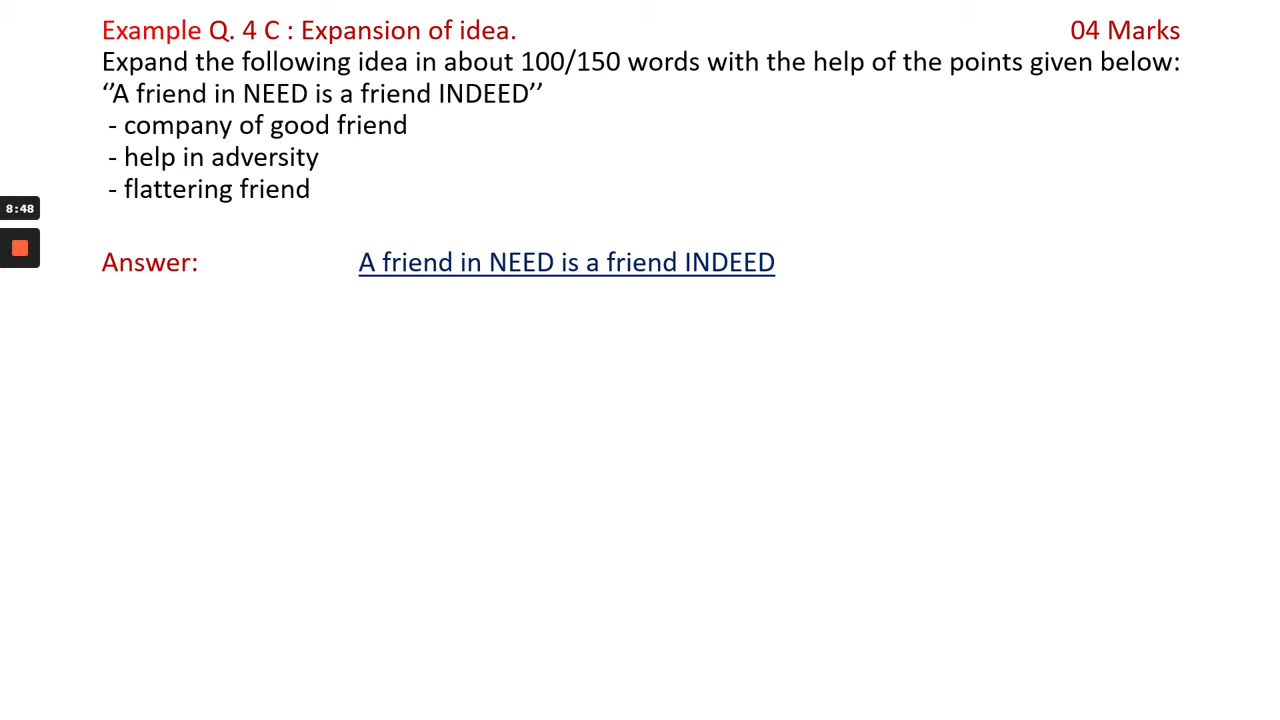 Example Q. 4 C : Expansion of idea. 04 Marks
Expand the following idea in about 100/150 words with the help of the points given below:
‘’A friend in NEED is a friend INDEED’’
- company of good friend
- help in adversity
- flattering friend
8:48
Answer: A friend in NEED is a friend INDEED